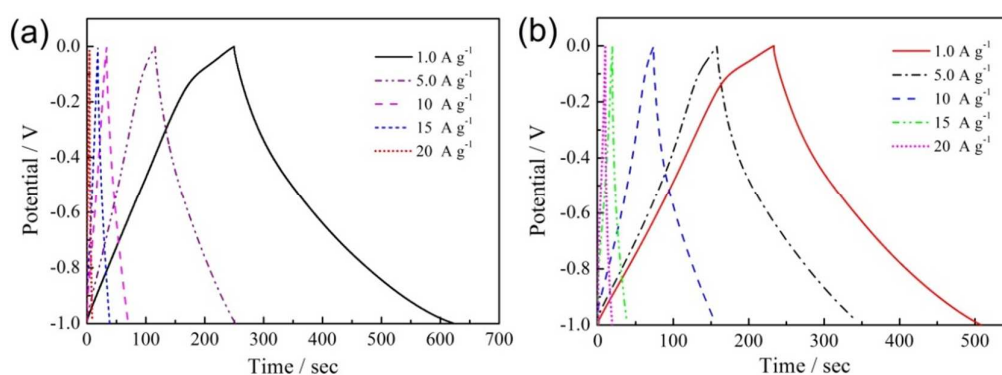 (a)
0.0
-0.2
-0.4
-0.6
-0.8
-1.0
Potential / V
1.0 A g⁻¹
5.0 A g⁻¹
10 A g⁻¹
15 A g⁻¹
20 A g⁻¹
0 100 200 300 400 500 600 700
Time / sec
(b)
0.0
-0.2
-0.4
-0.6
-0.8
-1.0
Potential / V
1.0 A g⁻¹
5.0 A g⁻¹
10 A g⁻¹
15 A g⁻¹
20 A g⁻¹
0 100 200 300 400 500
Time / sec